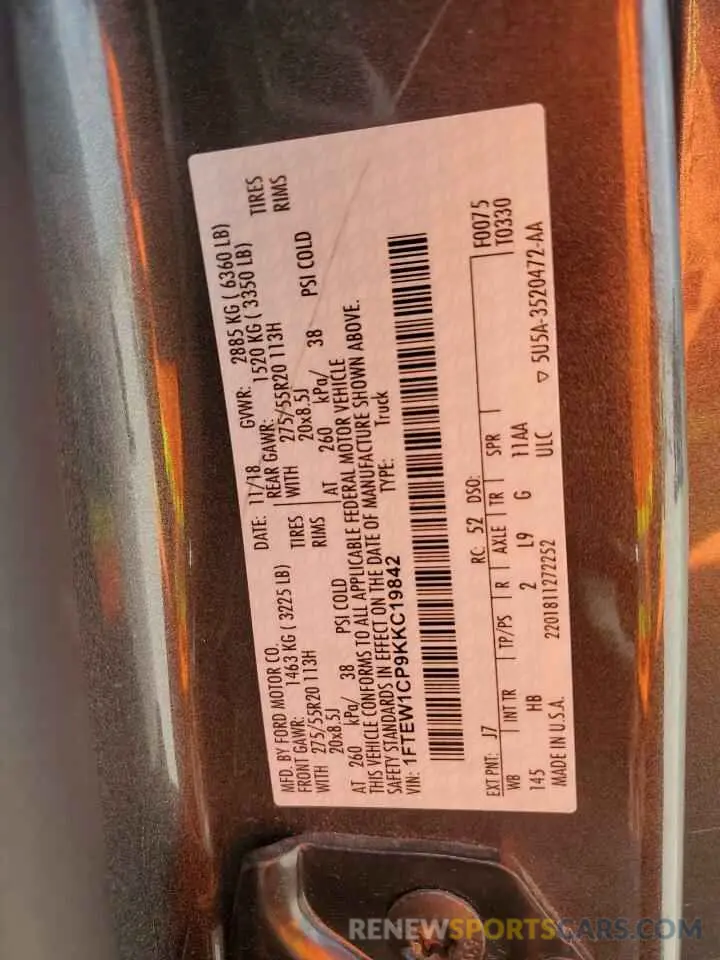 MFD. BY FORD MOTOR CO.
DATE: 11/18 GVWR: 2885 KG ( 6360 LB)
FRONT GAWR: 1463 KG ( 3225 LB) REAR GAWR: 1520 KG ( 3350 LB)
WITH 275/55R20 113H TIRES WITH 275/55R20 113H TIRES
20x8.5J RIMS 20x8.5J RIMS
AT 260 kPa/ 38 PSI COLD AT 260 kPa/ 38 PSI COLD
THIS VEHICLE CONFORMS TO ALL APPLICABLE FEDERAL MOTOR VEHICLE
SAFETY STANDARDS IN EFFECT ON THE DATE OF MANUFACTURE SHOWN ABOVE.
VIN: 1FTEW1CP9KKC19842 TYPE: Truck
F0075
T0330
EXT PNT: J7 RC: 52 DSO:
WB INT TR TP/PS R AXLE TR SPR
145 HB 2 L9 G 11AA
2201811272252 ULC
MADE IN U.S.A. ▽ 5U5A-3520472-AA
RENEWSPORTSCARS.COM